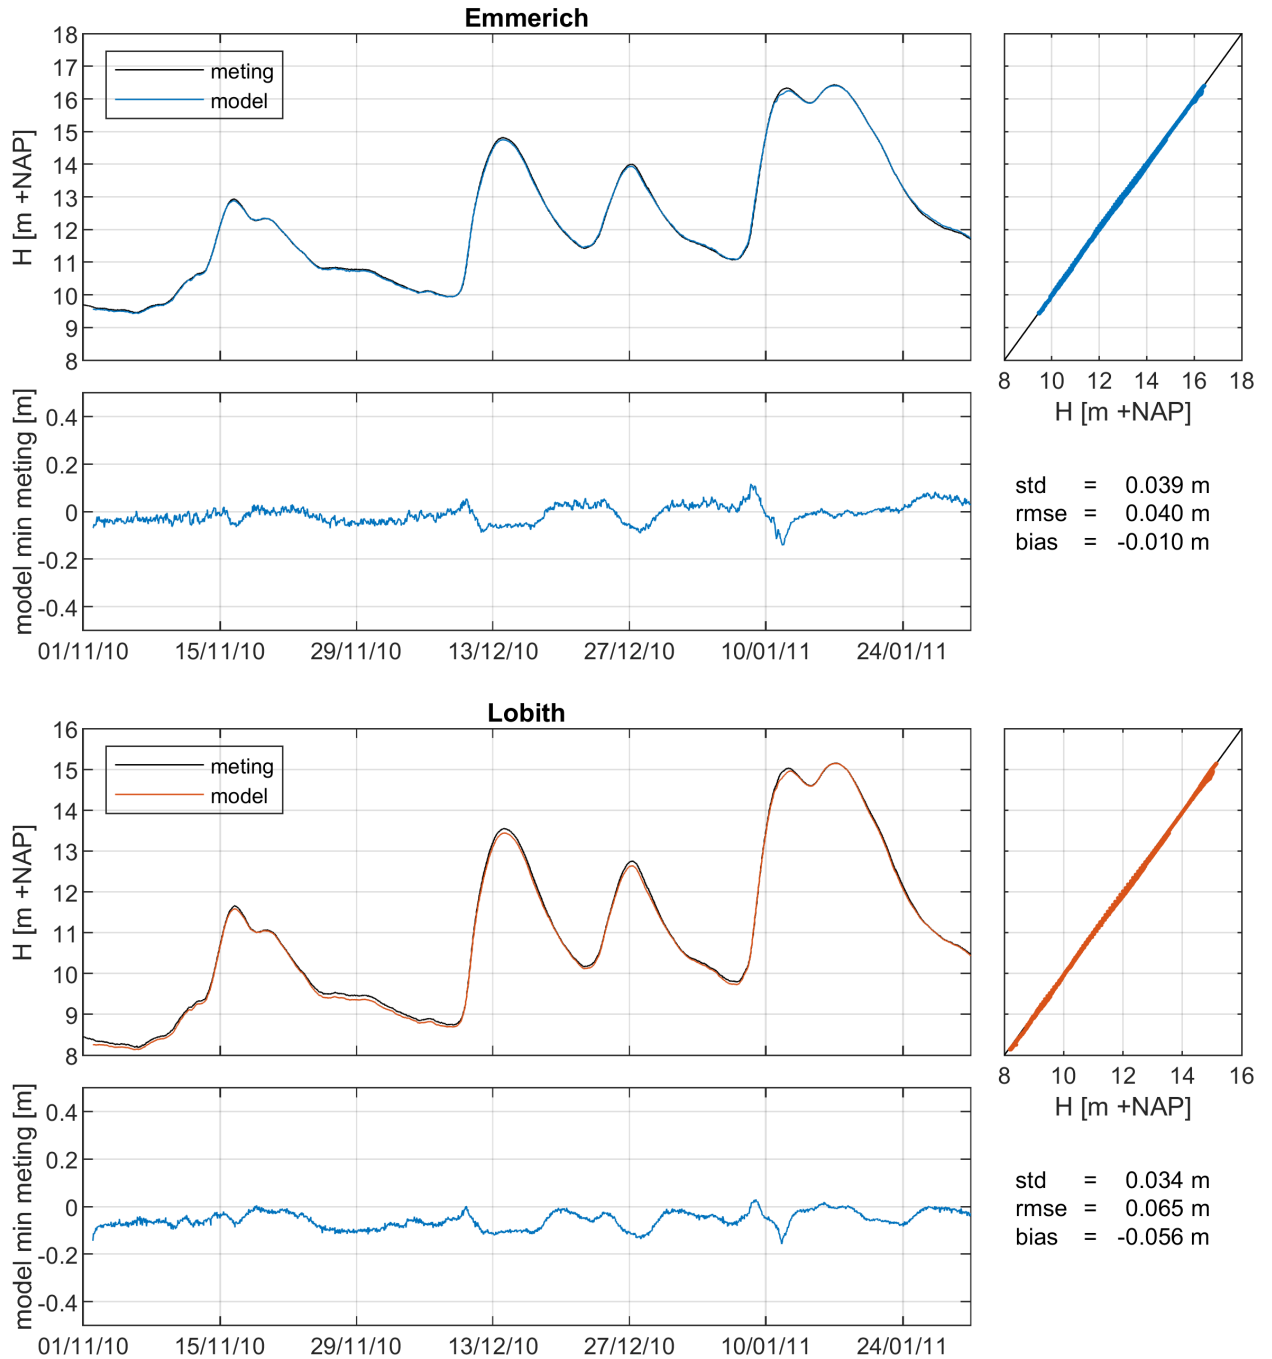 Emmerich
18
17
16
15
14
13
12
11
10
9
8
H [m +NAP]
meting
model
8 10 12 14 16 18
H [m +NAP]
0.4
0.2
0
-0.2
-0.4
model min meting [m]
01/11/10 15/11/10 29/11/10 13/12/10 27/12/10 10/01/11 24/01/11
std = 0.039 m
rmse = 0.040 m
bias = -0.010 m
Lobith
16
15
14
13
12
11
10
9
8
H [m +NAP]
meting
model
8 10 12 14 16
H [m +NAP]
0.4
0.2
0
-0.2
-0.4
model min meting [m]
01/11/10 15/11/10 29/11/10 13/12/10 27/12/10 10/01/11 24/01/11
std = 0.034 m
rmse = 0.065 m
bias = -0.056 m